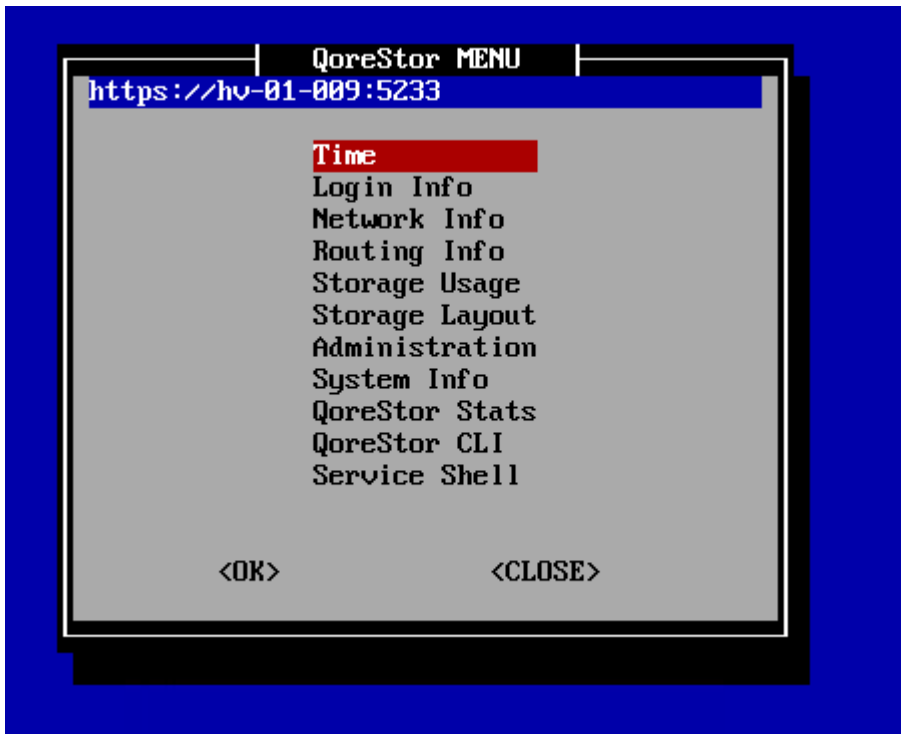 QoreStor MENU
https://hv-01-009:5233
Time
Login Info
Network Info
Routing Info
Storage Usage
Storage Layout
Administration
System Info
QoreStor Stats
QoreStor CLI
Service Shell
<OK> <CLOSE>